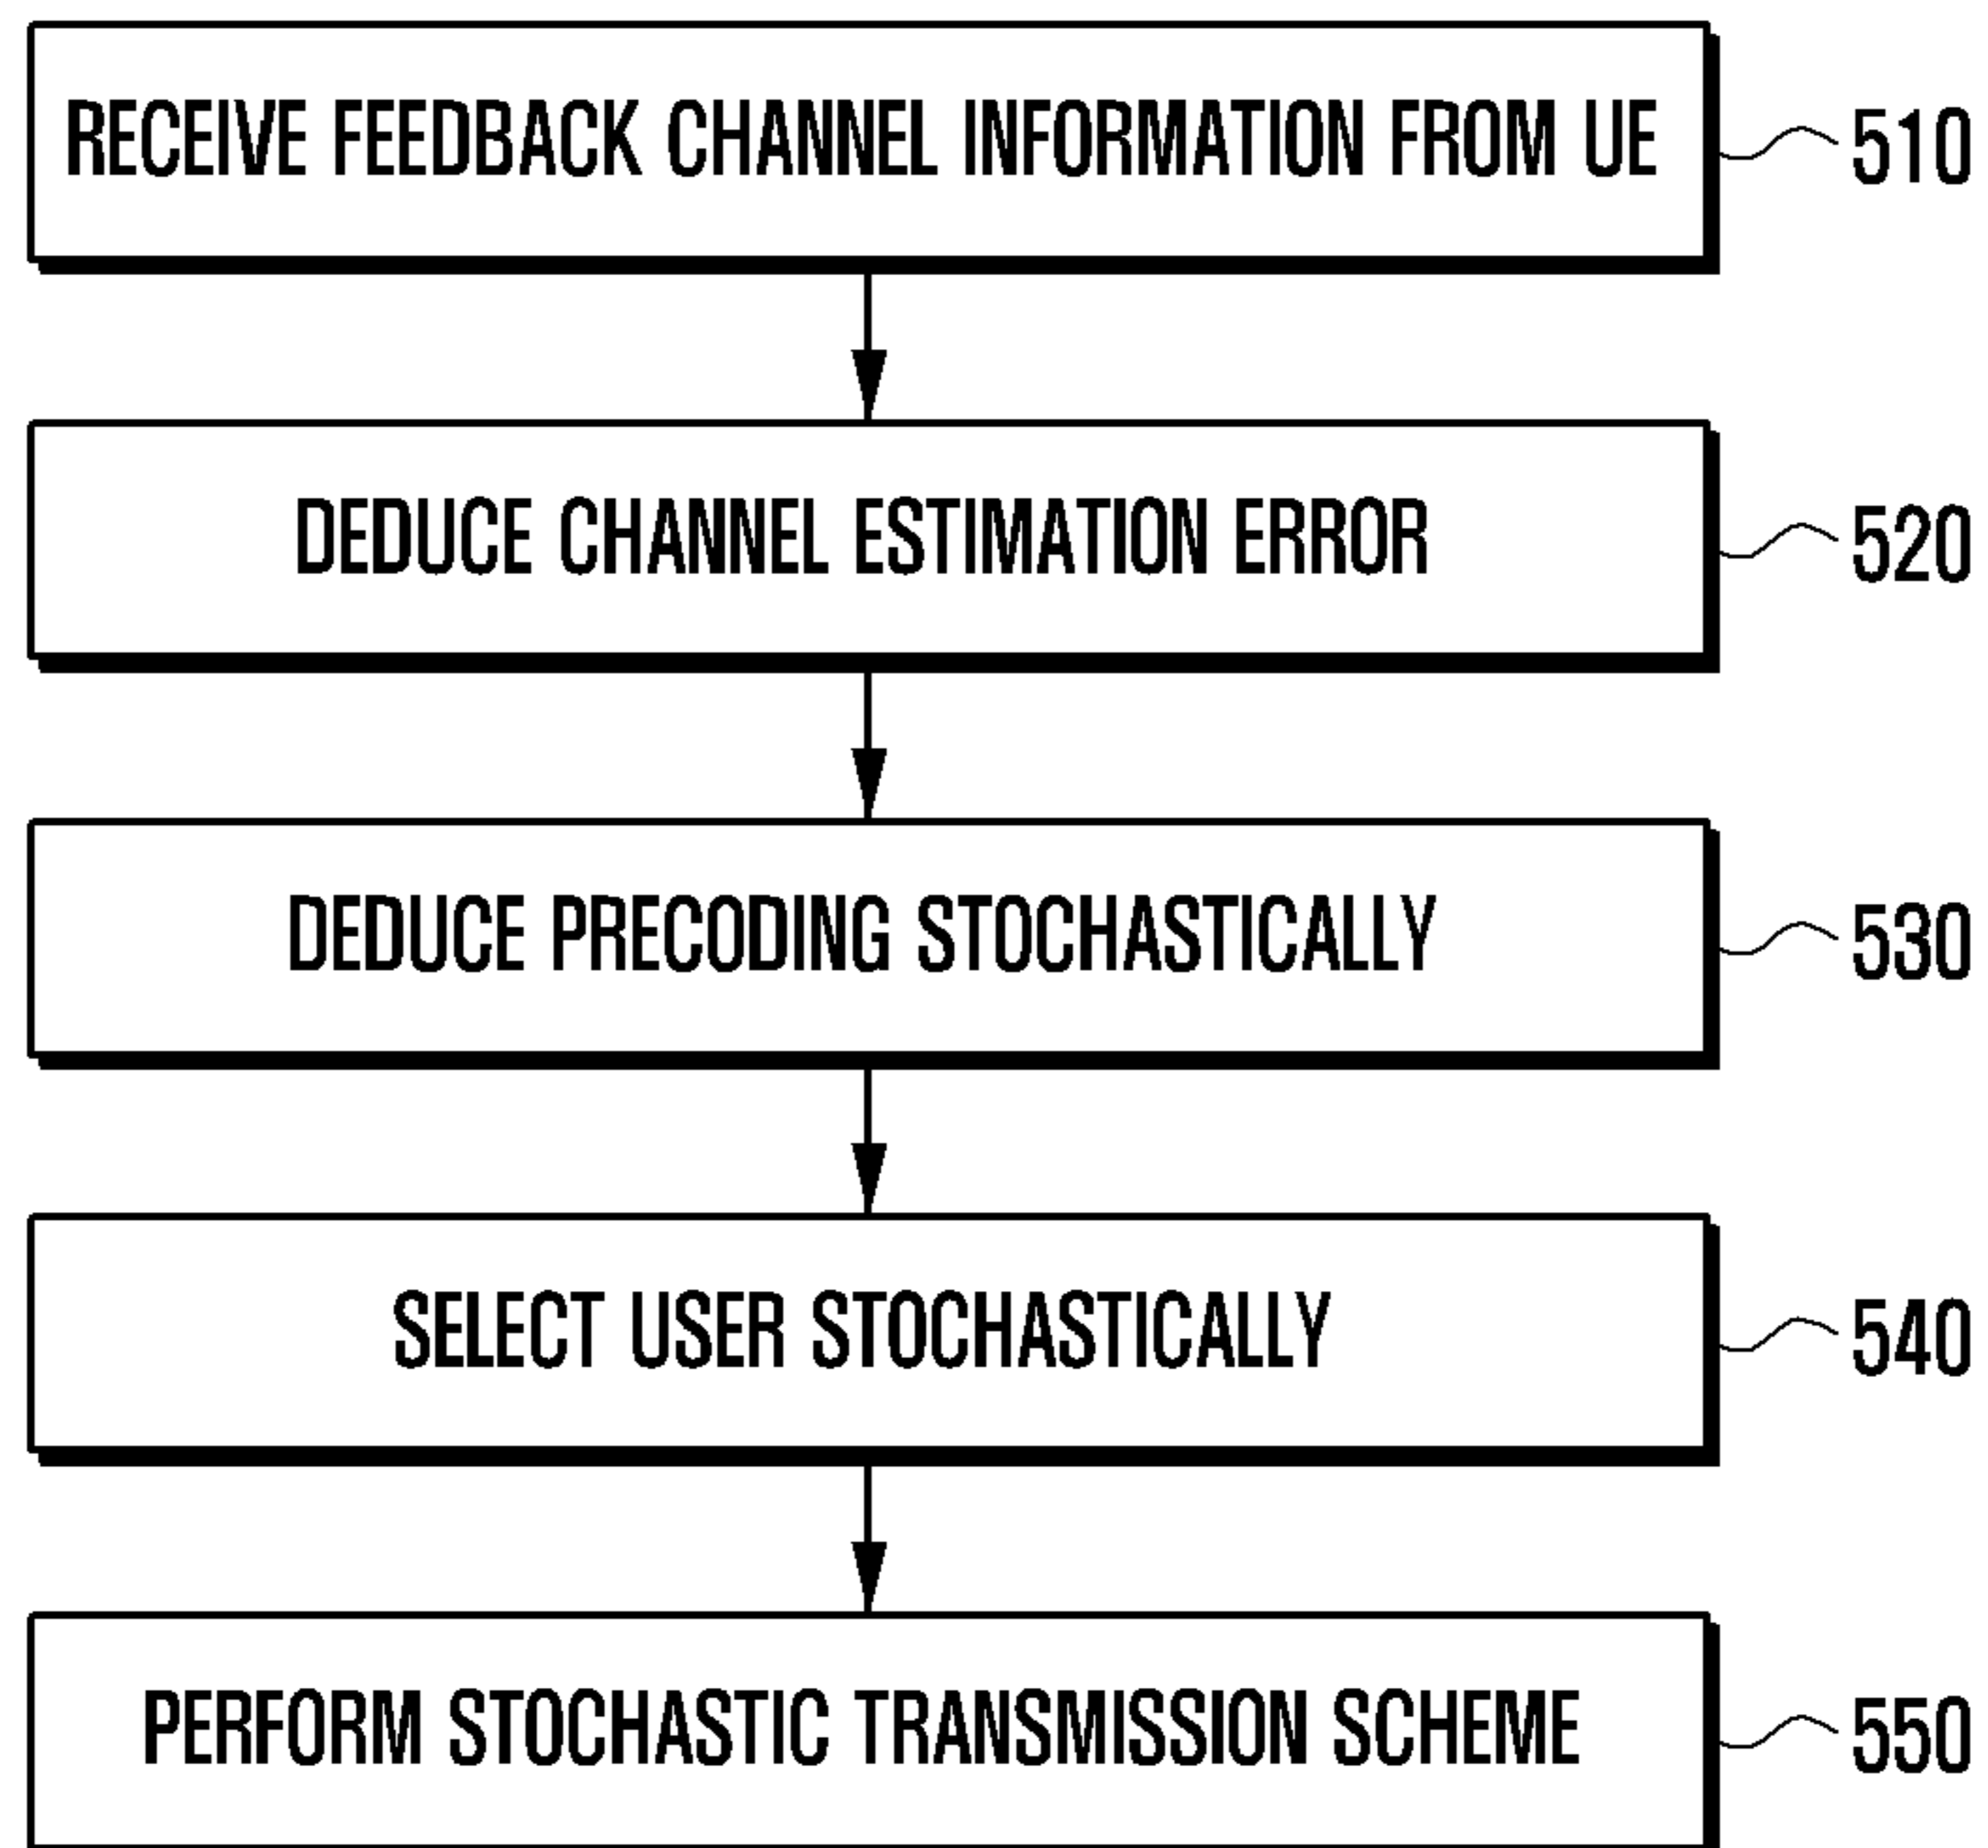 RECEIVE FEEDBACK CHANNEL INFORMATION FROM UE 510
DEDUCE CHANNEL ESTIMATION ERROR 520
DEDUCE PRECODING STOCHASTICALLY 530
SELECT USER STOCHASTICALLY 540
PERFORM STOCHASTIC TRANSMISSION SCHEME 550